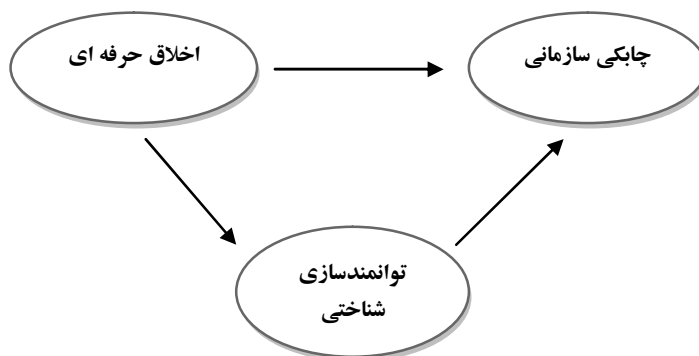 اخلاق حرفه ای
چابکی سازمانی
توانمندسازی
شناختی